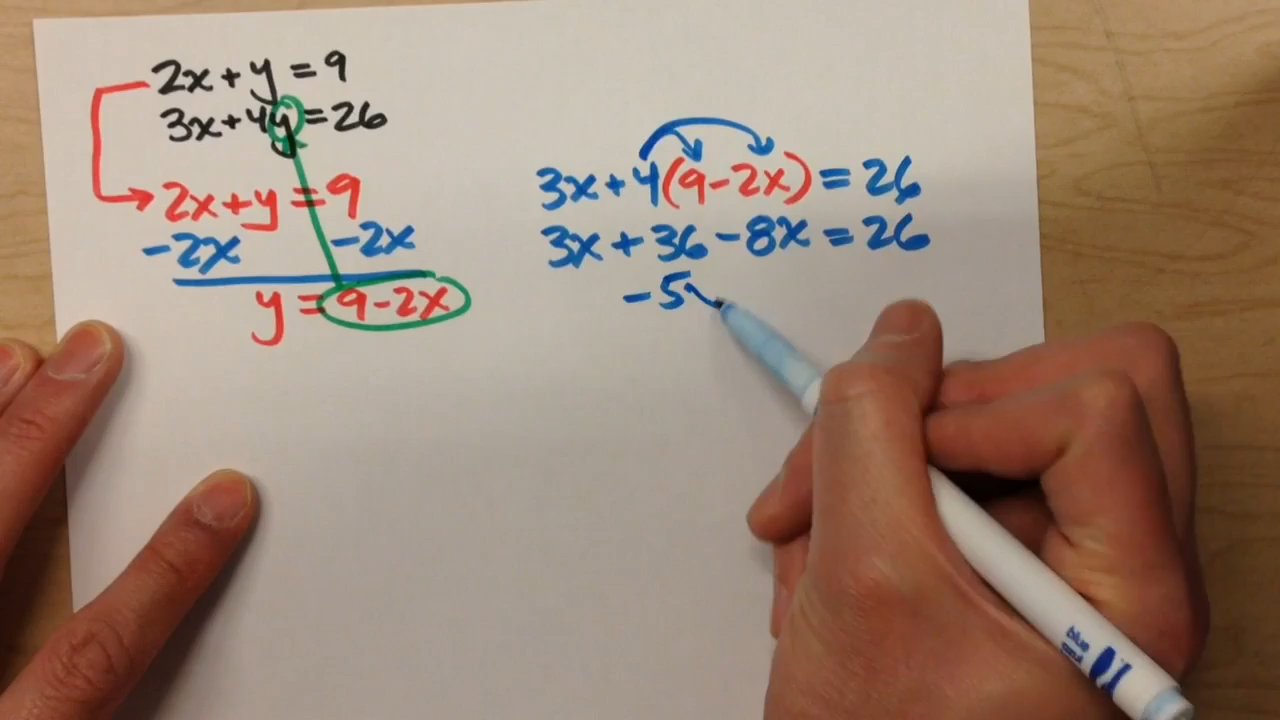 2x+y=9
3x+4y=26
2x+y=9
-2x -2x
y=9-2x
3x+4(9-2x)=26
3x+36-8x=26
-5
blue